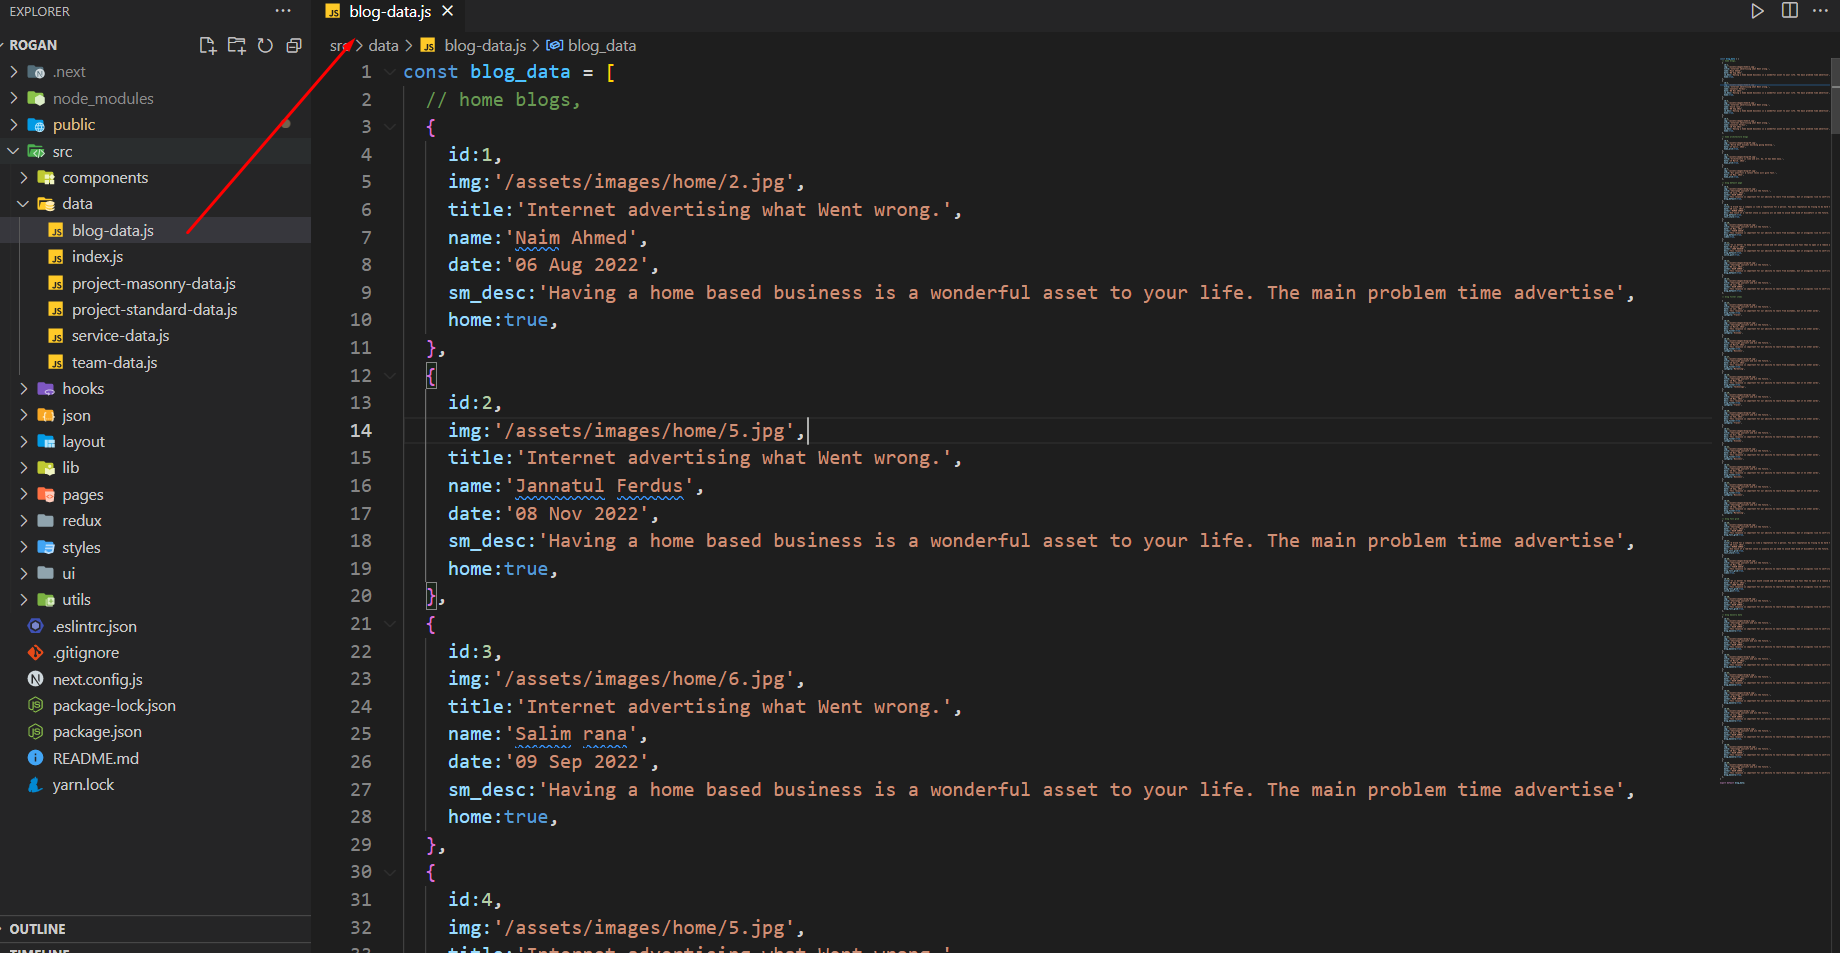 EXPLORER
ROGAN
.next
node_modules
public
src
components
data
blog-data.js
index.js
project-masonry-data.js
project-standard-data.js
service-data.js
team-data.js
hooks
json
layout
lib
pages
redux
styles
ui
utils
.eslintrc.json
.gitignore
next.config.js
package-lock.json
package.json
README.md
yarn.lock
OUTLINE
TIMELINE
JS blog-data.js
src > data > JS blog-data.js > blog_data
1 const blog_data = [
2 // home blogs,
3 {
4 id:1,
5 img:'/assets/images/home/2.jpg',
6 title:'Internet advertising what Went wrong.',
7 name:'Naim Ahmed',
8 date:'06 Aug 2022',
9 sm_desc:'Having a home based business is a wonderful asset to your life. The main problem time advertise',
10 home:true,
11 },
12 {
13 id:2,
14 img:'/assets/images/home/5.jpg',
15 title:'Internet advertising what Went wrong.',
16 name:'Jannatul Ferdus',
17 date:'08 Nov 2022',
18 sm_desc:'Having a home based business is a wonderful asset to your life. The main problem time advertise',
19 home:true,
20 },
21 {
22 id:3,
23 img:'/assets/images/home/6.jpg',
24 title:'Internet advertising what Went wrong.',
25 name:'Salim rana',
26 date:'09 Sep 2022',
27 sm_desc:'Having a home based business is a wonderful asset to your life. The main problem time advertise',
28 home:true,
29 },
30 {
31 id:4,
32 img:'/assets/images/home/5.jpg',
33 title:'Internet advertising what Went wrong.'